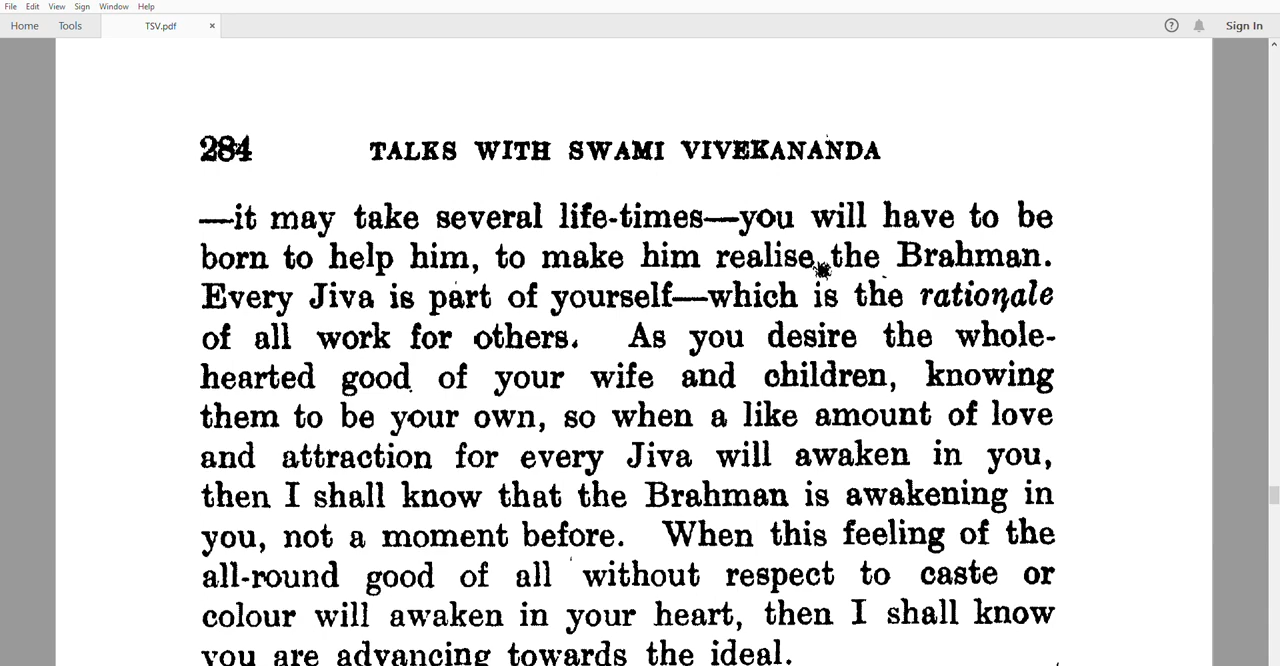 File Edit View Sign Window Help
Home Tools TSV.pdf × ? Sign In
284 TALKS WITH SWAMI VIVEKANANDA
—it may take several life-times—you will have to be
born to help him, to make him realise the Brahman.
Every Jiva is part of yourself—which is the rationale
of all work for others. As you desire the whole-
hearted good of your wife and children, knowing
them to be your own, so when a like amount of love
and attraction for every Jiva will awaken in you,
then I shall know that the Brahman is awakening in
you, not a moment before. When this feeling of the
all-round good of all without respect to caste or
colour will awaken in your heart, then I shall know
you are advancing towards the ideal.